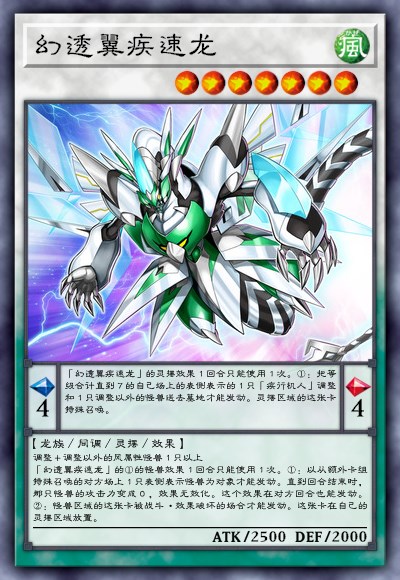 幻透翼疾速龙
風
「幻透翼疾速龙」的灵摆效果1回合只能使用1次。①：把等
级合计直到7的自己场上的表侧表示的1只「疾行机人」调整
和1只调整以外的怪兽送去墓地才能发动。灵摆区域的这张卡
特殊召唤。
4
4
【龙族／同调／灵摆／效果】
调整＋调整以外的风属性怪兽1只以上
「幻透翼疾速龙」的①的怪兽效果1回合只能使用1次。①：以从额外卡组
特殊召唤的对方场上1只表侧表示怪兽为对象才能发动。直到回合结束时，
那只怪兽的攻击力变成0，效果无效化。这个效果在对方回合也能发动。
②：怪兽区域的这张卡被战斗·效果破坏的场合才能发动。这张卡在自己的
灵摆区域放置。
ATK/2500 DEF/2000